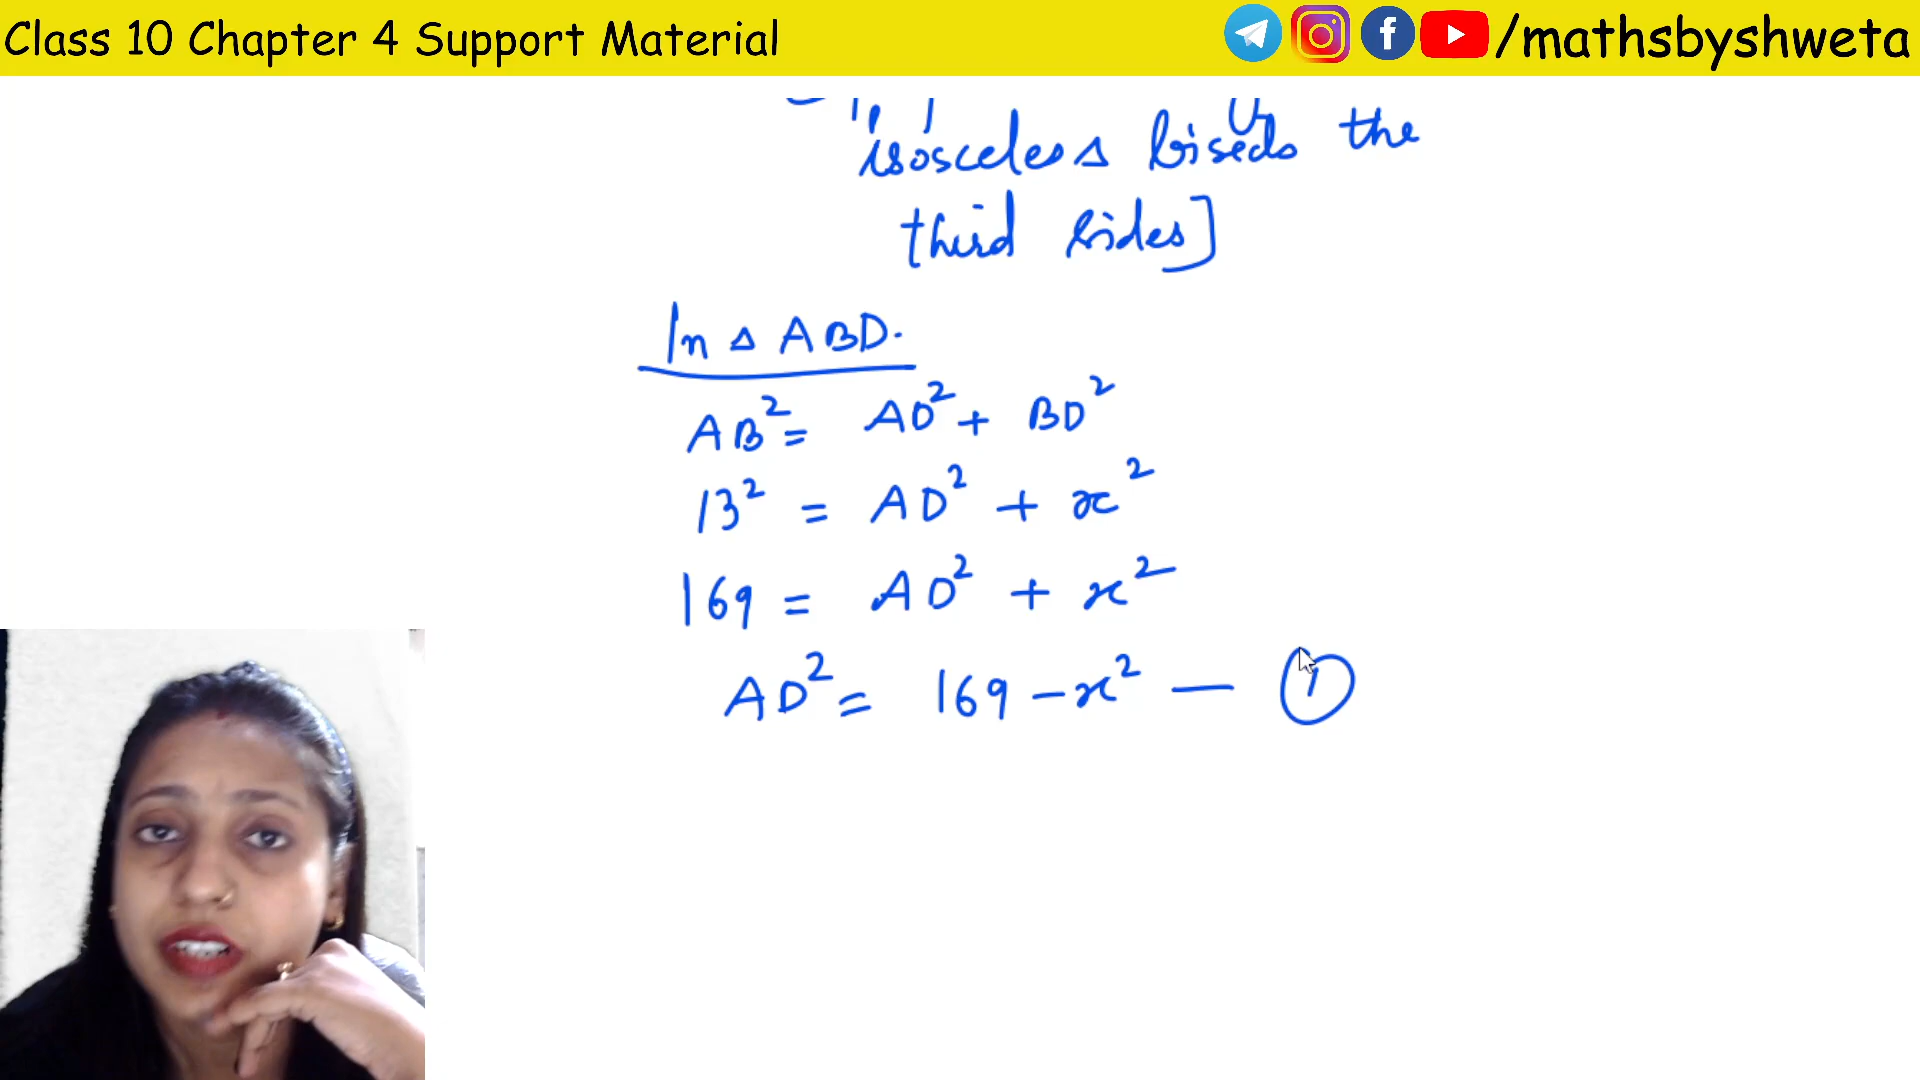 Class 10 Chapter 4 Support Material
/mathsbyshweta
isosceles Δ bisects the
third sides]
In Δ ABD.
AB² = AD² + BD²
13² = AD² + x²
169 = AD² + x²
AD² = 169 - x² — ①